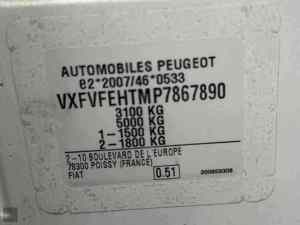 AUTOMOBILES PEUGEOT
e2*2007/46*0533
VXFVFEHTMP7867890
3100 KG
5000 KG
1-1500 KG
2-1800 KG
2-10 BOULEVARD DE L'EUROPE
78300 POISSY (FRANCE)
FIAT 0.51